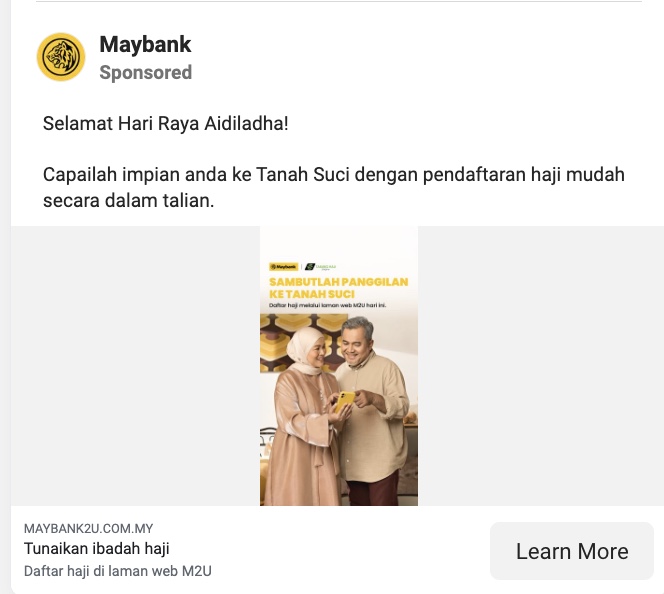 Maybank
Sponsored
Selamat Hari Raya Aidiladha!
Capailah impian anda ke Tanah Suci dengan pendaftaran haji mudah
secara dalam talian.
Maybank
SAMBUTLAH PANGGILAN
KE TANAH SUCI
Daftar haji melalui laman web M2U hari ini.
MAYBANK2U.COM.MY
Tunaikan ibadah haji
Daftar haji di laman web M2U
Learn More